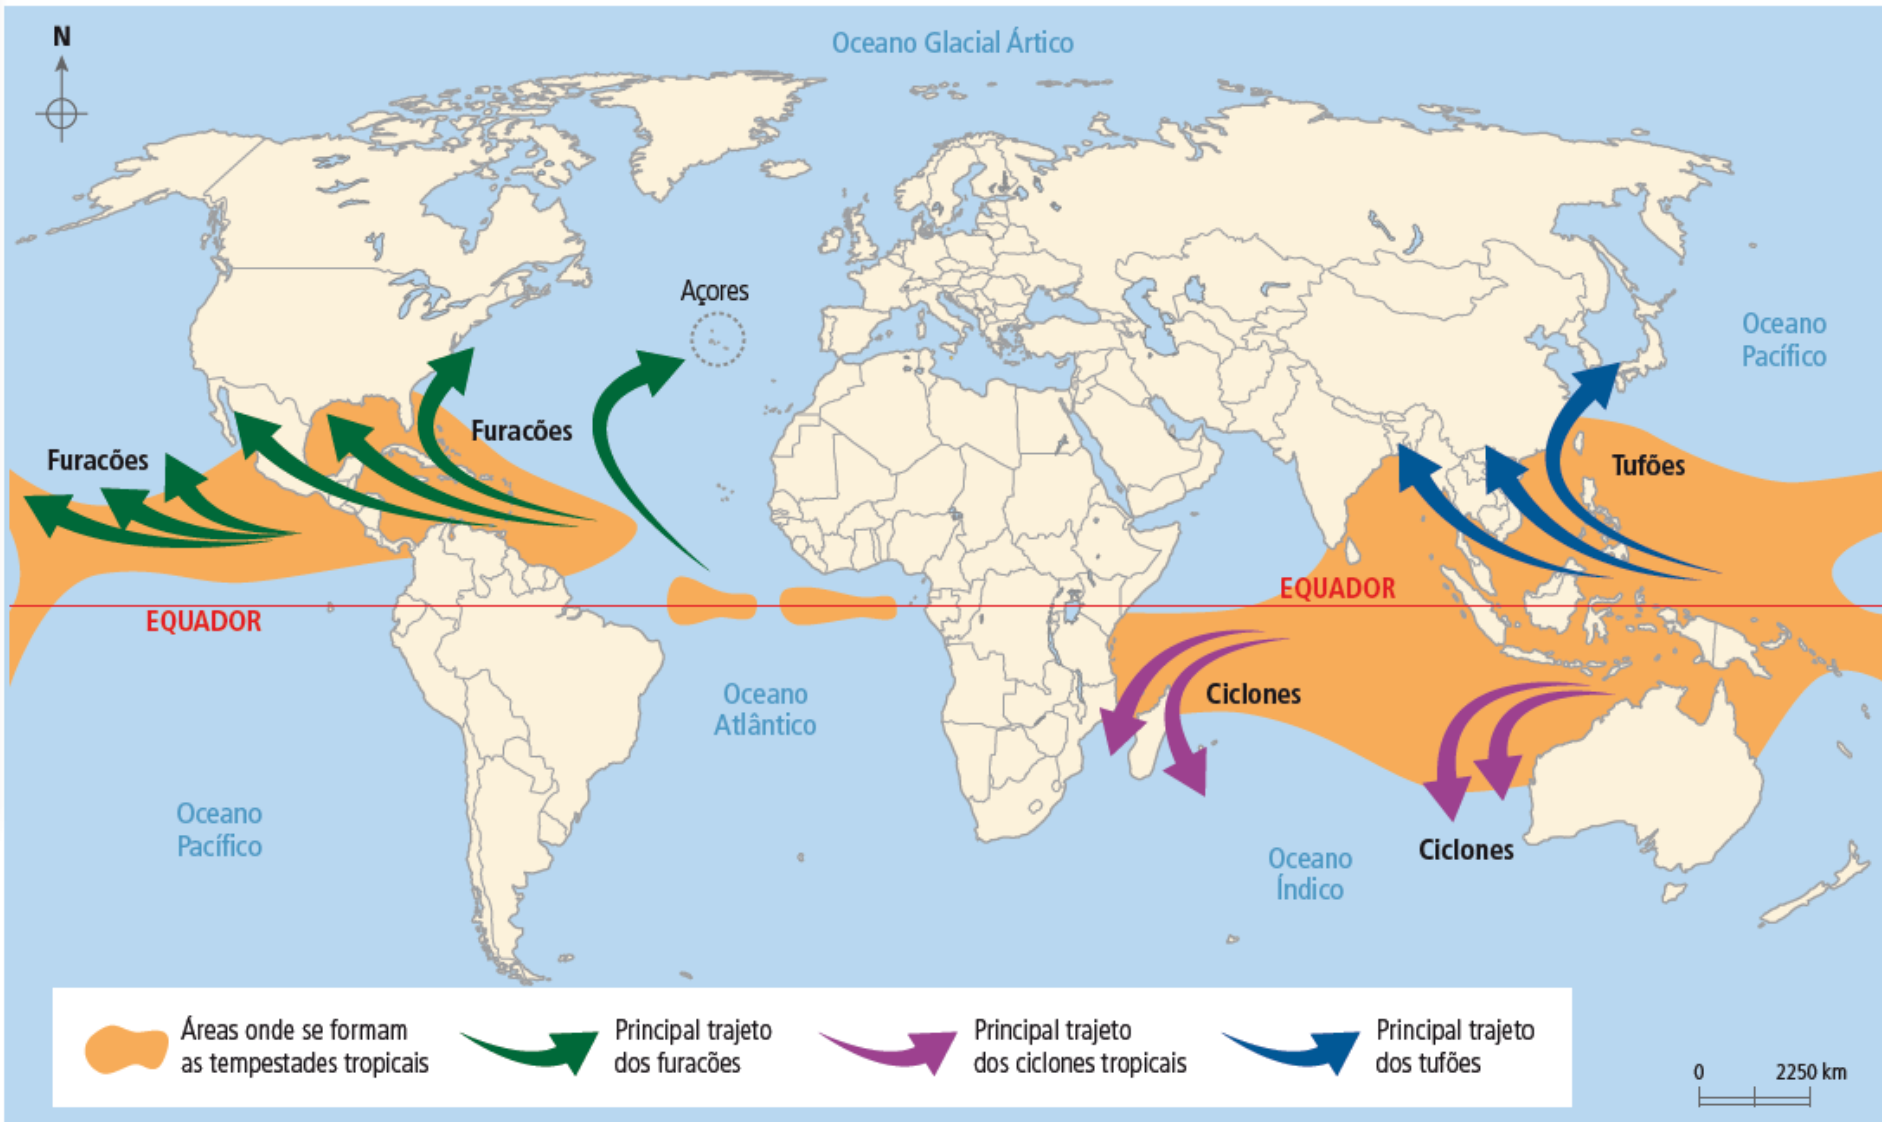 N
Oceano Glacial Ártico
Açores
Oceano
Pacífico
Furacões
Furacões
Tufões
EQUADOR
EQUADOR
Oceano
Atlântico
Ciclones
Oceano
Pacífico
Ciclones
Oceano
Índico
Áreas onde se formam
as tempestades tropicais
Principal trajeto
dos furacões
Principal trajeto
dos ciclones tropicais
Principal trajeto
dos tufões
0 2250 km